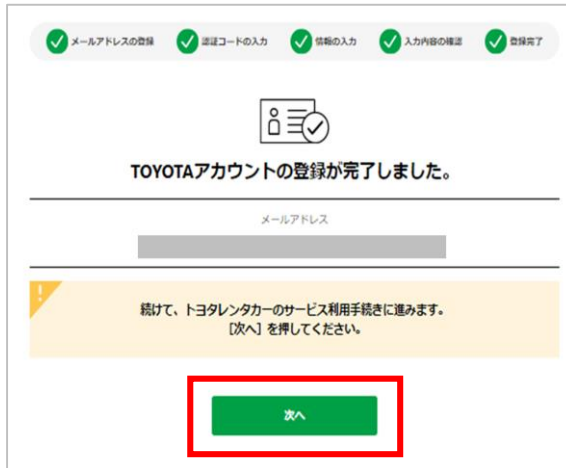 メールアドレスの登録 認証コードの入力 情報の入力 入力内容の確認 登録完了
TOYOTAアカウントの登録が完了しました。
メールアドレス
続けて、トヨタレンタカーのサービス利用手続きに進みます。
［次へ］を押してください。
次へ